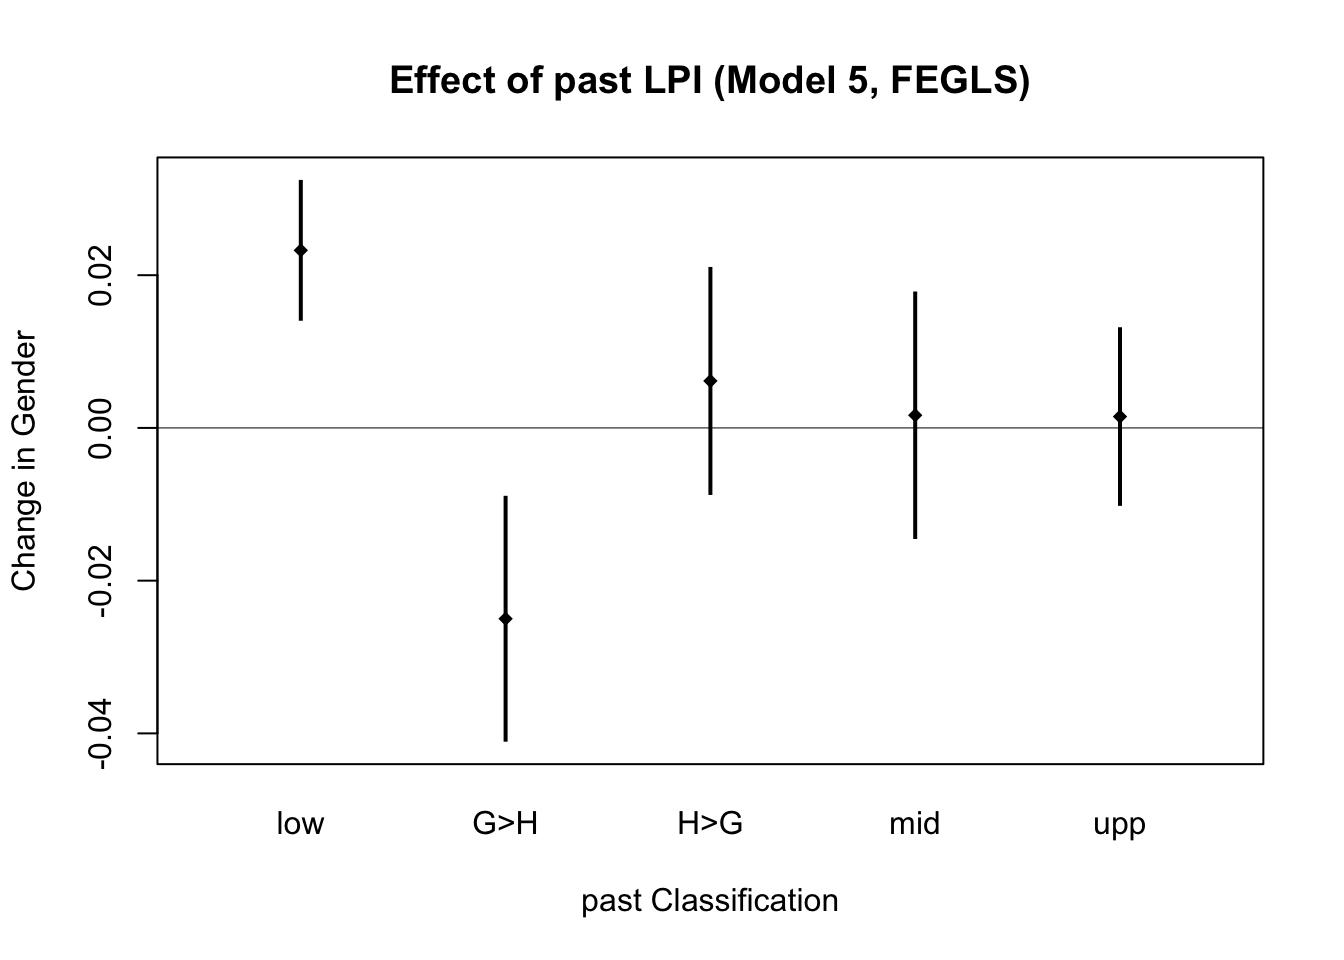 Effect of past LPI (Model 5, FEGLS)
Change in Gender
0.02
0.00
-0.02
-0.04
low G>H H>G mid upp
past Classification